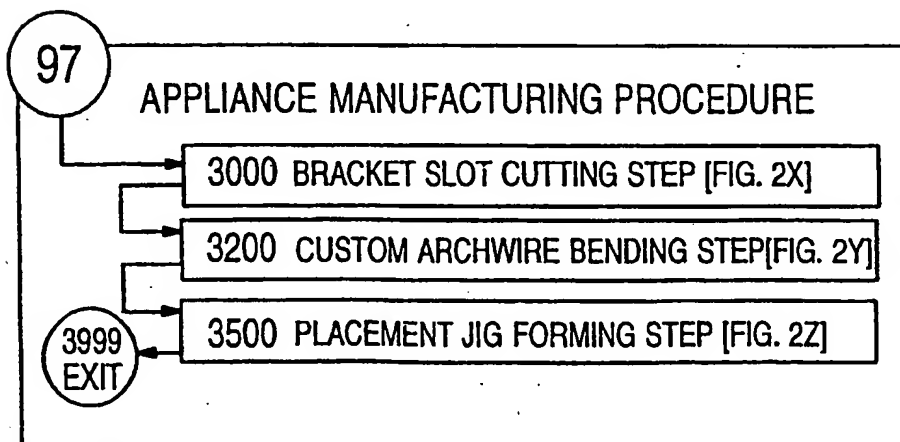 97
APPLIANCE MANUFACTURING PROCEDURE
3000 BRACKET SLOT CUTTING STEP [FIG. 2X]
3200 CUSTOM ARCHWIRE BENDING STEP[FIG. 2Y]
3500 PLACEMENT JIG FORMING STEP [FIG. 2Z]
3999
EXIT